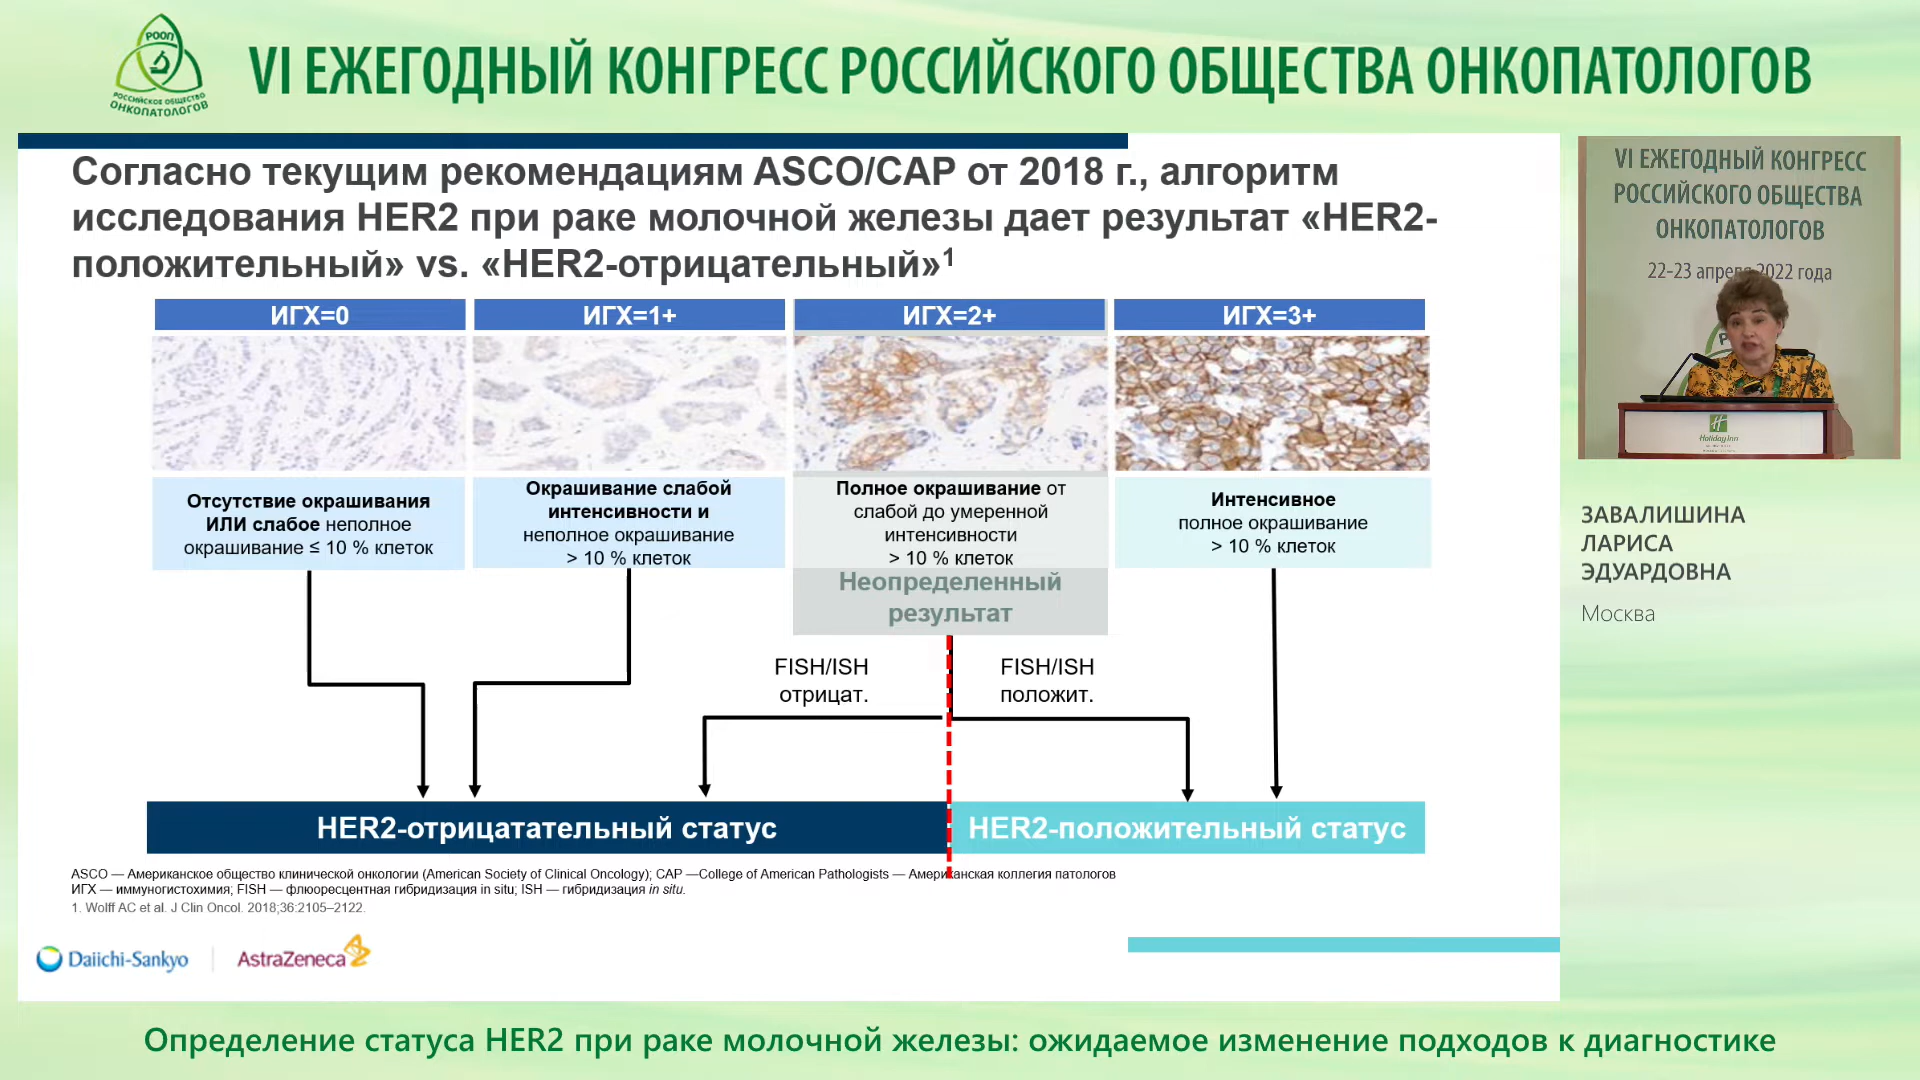 РООП
РОССИЙСКОЕ ОБЩЕСТВО
ОНКОПАТОЛОГОВ
VI ЕЖЕГОДНЫЙ КОНГРЕСС РОССИЙСКОГО ОБЩЕСТВА ОНКОПАТОЛОГОВ
Согласно текущим рекомендациям ASCO/CAP от 2018 г., алгоритм
исследования HER2 при раке молочной железы дает результат «HER2-
положительный» vs. «HER2-отрицательный»¹
ИГХ=0
ИГХ=1+
ИГХ=2+
ИГХ=3+
Отсутствие окрашивания
ИЛИ слабое неполное
окрашивание ≤ 10 % клеток
Окрашивание слабой
интенсивности и
неполное окрашивание
> 10 % клеток
Полное окрашивание от
слабой до умеренной
интенсивности
> 10 % клеток
Интенсивное
полное окрашивание
> 10 % клеток
Неопределенный
результат
FISH/ISH
отрицат.
FISH/ISH
положит.
HER2-отрицатательный статус
HER2-положительный статус
ASCO — Американское общество клинической онкологии (American Society of Clinical Oncology); CAP —College of American Pathologists — Американская коллегия патологов
ИГХ — иммуногистохимия; FISH — флюоресцентная гибридизация in situ; ISH — гибридизация in situ.
1. Wolff AC et al. J Clin Oncol. 2018;36:2105–2122.
Daiichi-Sankyo
AstraZeneca
VI ЕЖЕГОДНЫЙ КОНГРЕСС
РОССИЙСКОГО ОБЩЕСТВА
ОНКОПАТОЛОГОВ
22-23 апреля 2022 года
Holiday Inn
ЗАВАЛИШИНА
ЛАРИСА
ЭДУАРДОВНА
Москва
Определение статуса HER2 при раке молочной железы: ожидаемое изменение подходов к диагностике